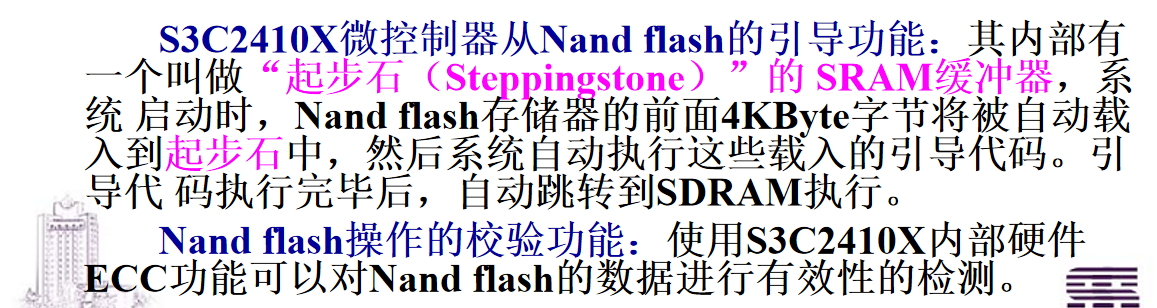 S3C2410X微控制器从Nand flash的引导功能：其内部有
一个叫做“起步石（Steppingstone）”的 SRAM缓冲器，系
统 启动时，Nand flash存储器的前面4KByte字节将被自动载
入到起步石中，然后系统自动执行这些载入的引导代码。引
导代 码执行完毕后，自动跳转到SDRAM执行。
Nand flash操作的校验功能：使用S3C2410X内部硬件
ECC功能可以对Nand flash的数据进行有效性的检测。